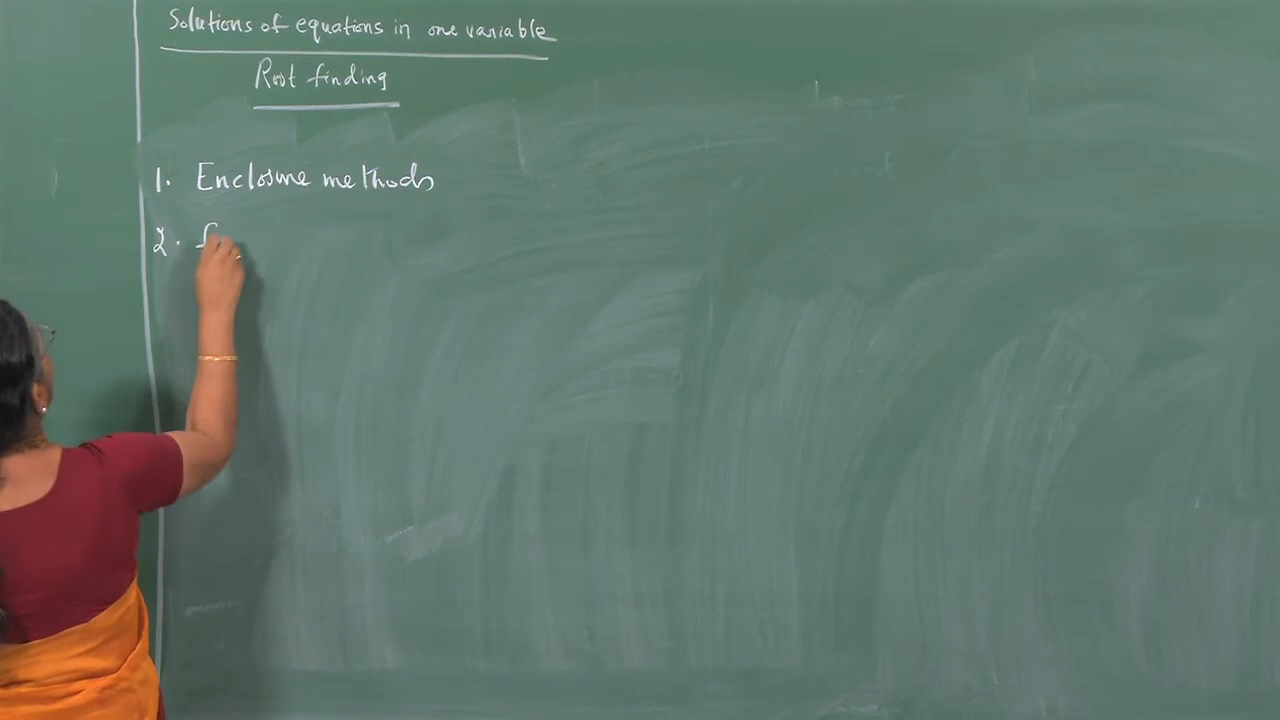 Solutions of equations in one variable
Root finding
1. Enclosure methods
2.